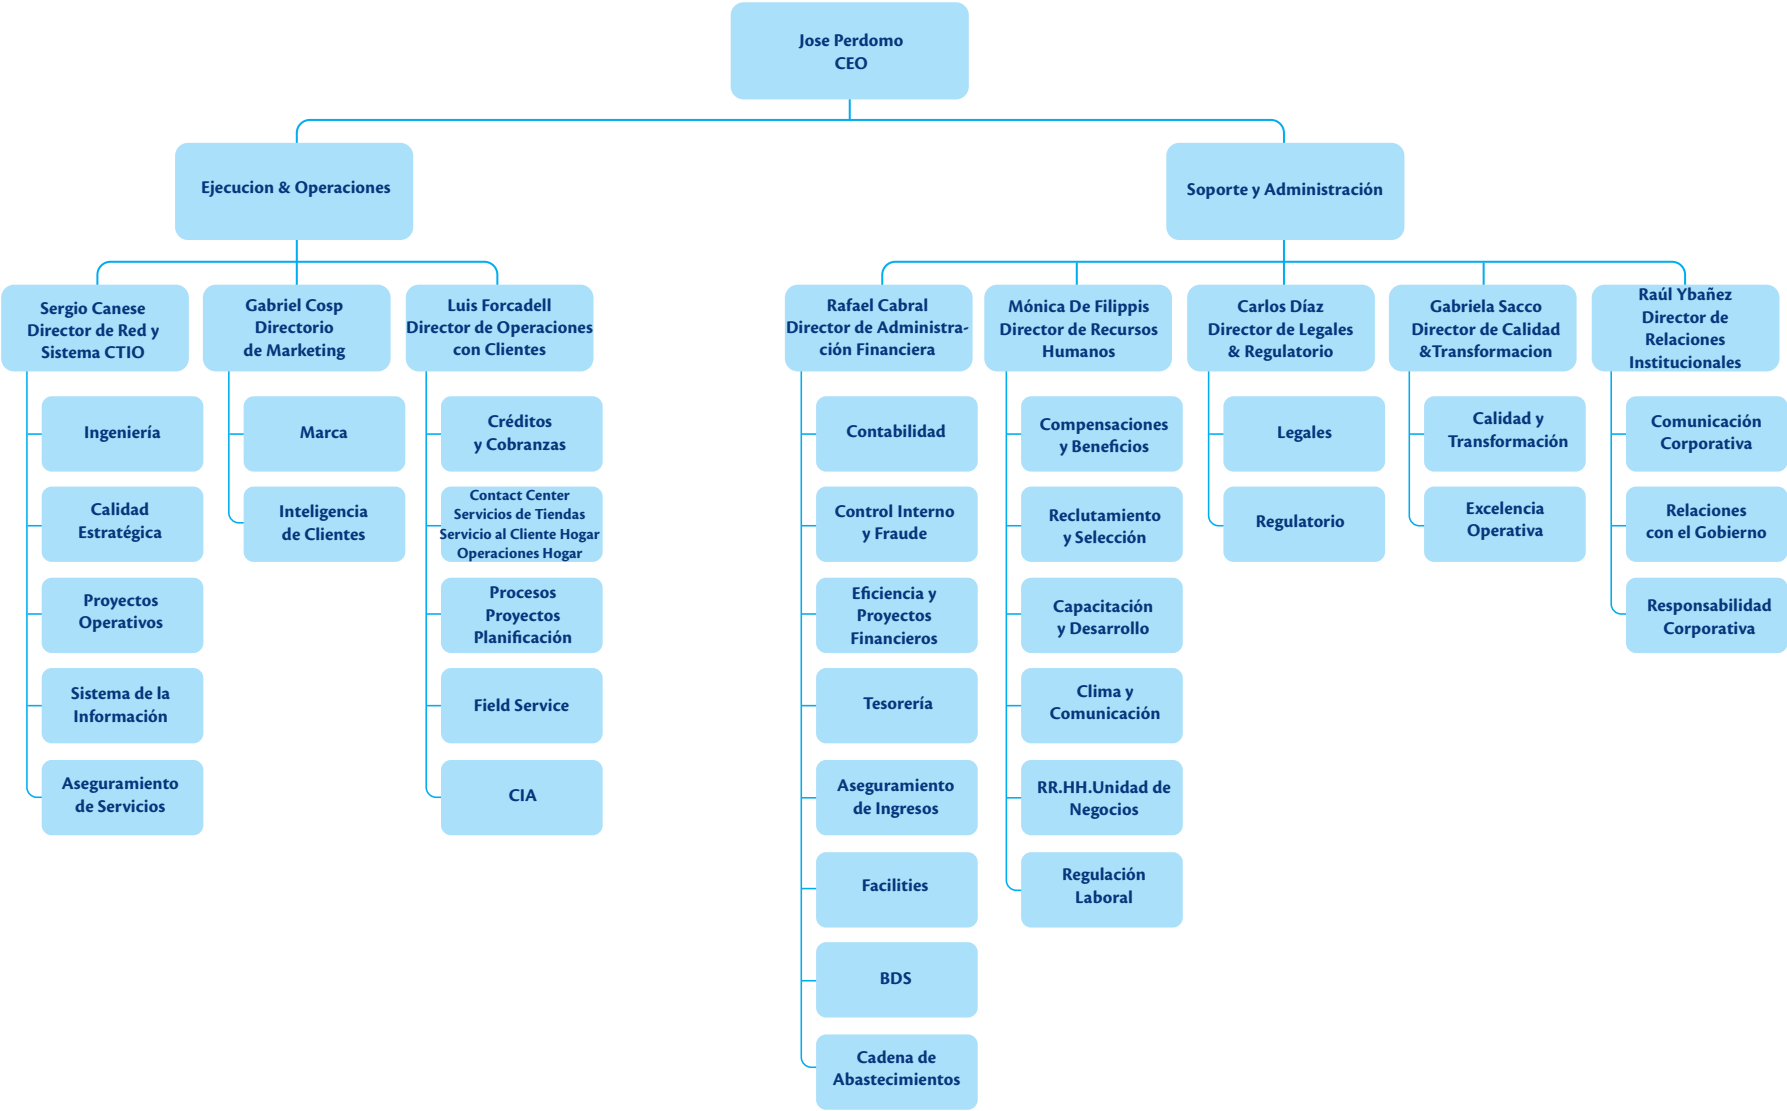 Jose Perdomo
CEO
Ejecucion & Operaciones
Soporte y Administración
Sergio Canese
Director de Red y
Sistema CTIO
Gabriel Cosp
Directorio
de Marketing
Luis Forcadell
Director de Operaciones
con Clientes
Rafael Cabral
Director de Administra-
ción Financiera
Mónica De Filippis
Director de Recursos
Humanos
Carlos Díaz
Director de Legales
& Regulatorio
Gabriela Sacco
Director de Calidad
&Transformacion
Raúl Ybañez
Director de
Relaciones
Institucionales
Ingeniería
Calidad
Estratégica
Proyectos
Operativos
Sistema de la
Información
Aseguramiento
de Servicios
Marca
Inteligencia
de Clientes
Créditos
y Cobranzas
Contact Center
Servicios de Tiendas
Servicio al Cliente Hogar
Operaciones Hogar
Procesos
Proyectos
Planificación
Field Service
CIA
Contabilidad
Control Interno
y Fraude
Eficiencia y
Proyectos
Financieros
Tesorería
Aseguramiento
de Ingresos
Facilities
BDS
Cadena de
Abastecimientos
Compensaciones
y Beneficios
Reclutamiento
y Selección
Capacitación
y Desarrollo
Clima y
Comunicación
RR.HH.Unidad de
Negocios
Regulación
Laboral
Legales
Regulatorio
Calidad y
Transformación
Excelencia
Operativa
Comunicación
Corporativa
Relaciones
con el Gobierno
Responsabilidad
Corporativa